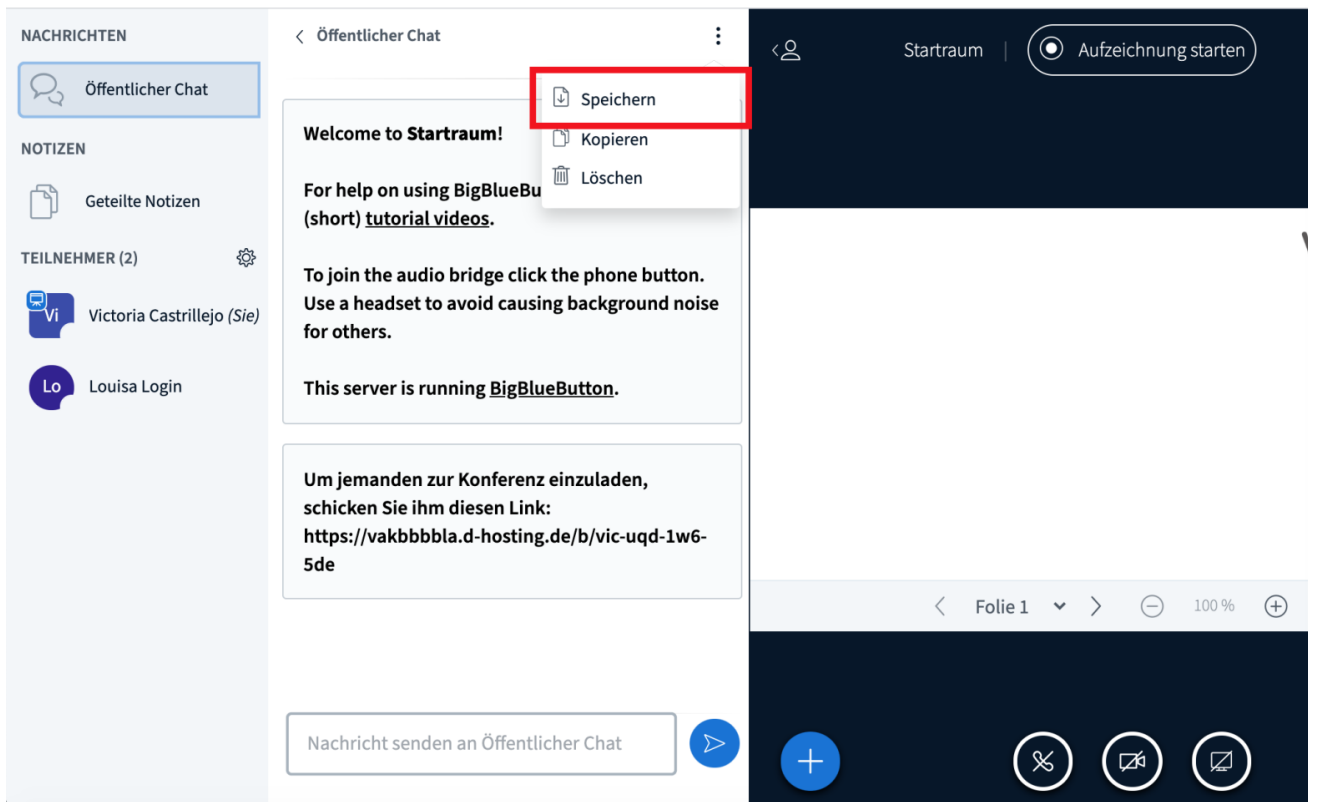 NACHRICHTEN
Öffentlicher Chat
NOTIZEN
Geteilte Notizen
TEILNEHMER (2)
Vi
Victoria Castrillejo (Sie)
Lo
Louisa Login
Öffentlicher Chat
Speichern
Kopieren
Löschen
Welcome to Startraum!
For help on using BigBlueBu
(short) tutorial videos.
To join the audio bridge click the phone button.
Use a headset to avoid causing background noise
for others.
This server is running BigBlueButton.
Um jemanden zur Konferenz einzuladen,
schicken Sie ihm diesen Link:
https://vakbbbbla.d-hosting.de/b/vic-uqd-1w6-
5de
Nachricht senden an Öffentlicher Chat
Startraum
Aufzeichnung starten
Folie 1
100 %